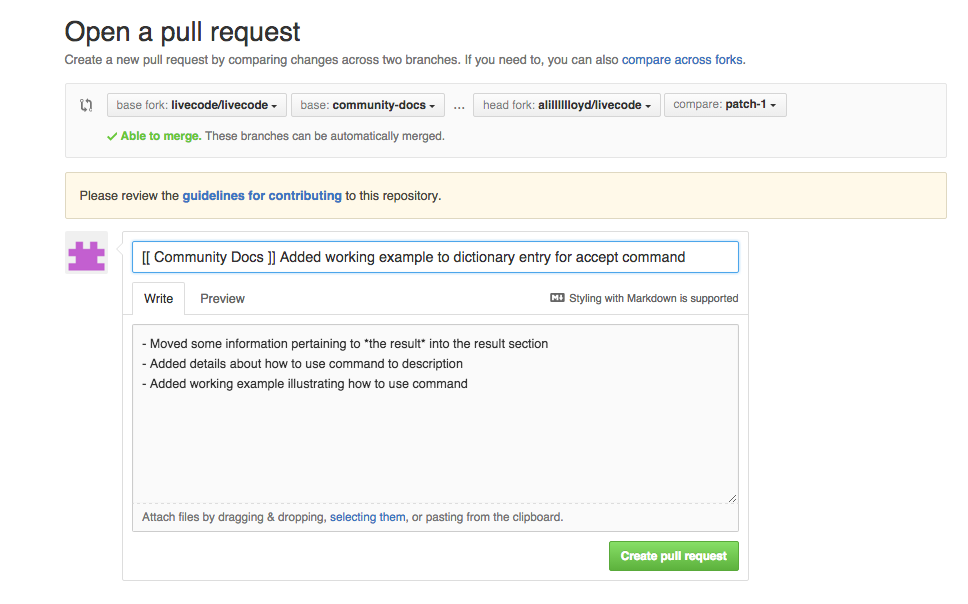 Open a pull request
Create a new pull request by comparing changes across two branches. If you need to, you can also compare across forks.
base fork: livecode/livecode base: community-docs ... head fork: alilllllloyd/livecode compare: patch-1
Able to merge. These branches can be automatically merged.
Please review the guidelines for contributing to this repository.
[[ Community Docs ]] Added working example to dictionary entry for accept command
Write Preview Styling with Markdown is supported
- Moved some information pertaining to *the result* into the result section
- Added details about how to use command to description
- Added working example illustrating how to use command
Attach files by dragging & dropping, selecting them, or pasting from the clipboard.
Create pull request